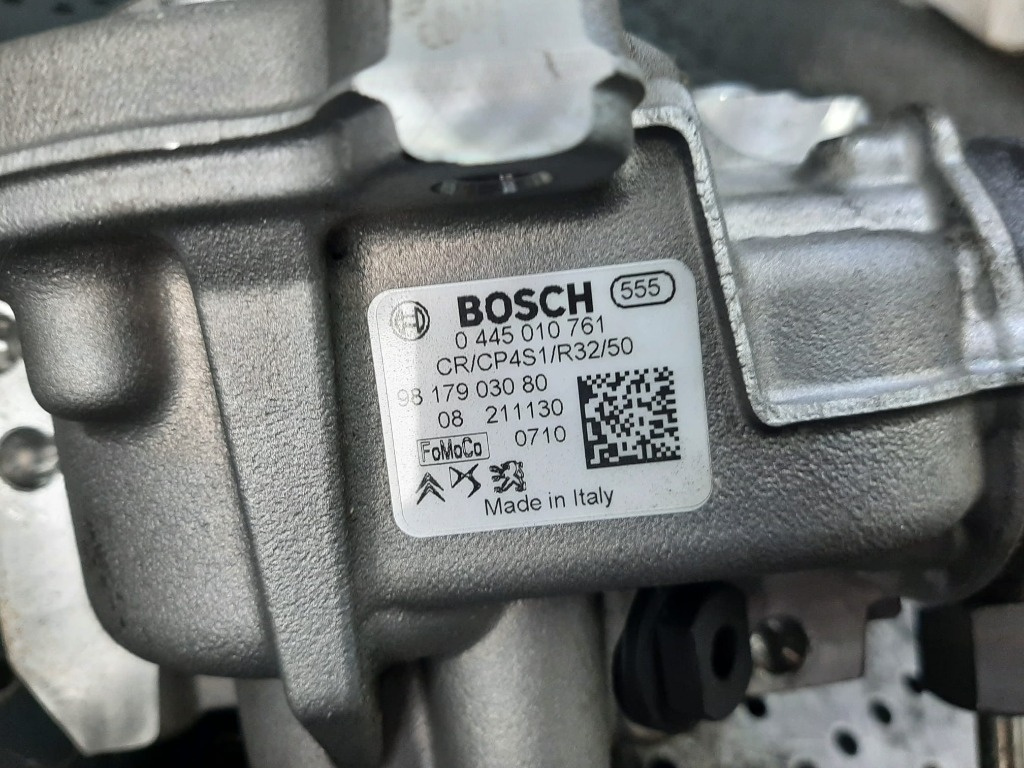 BOSCH 555
0 445 010 761
CR/CP4S1/R32/50
98 179 030 80
08 211130
0710
FoMoCo
Made in Italy